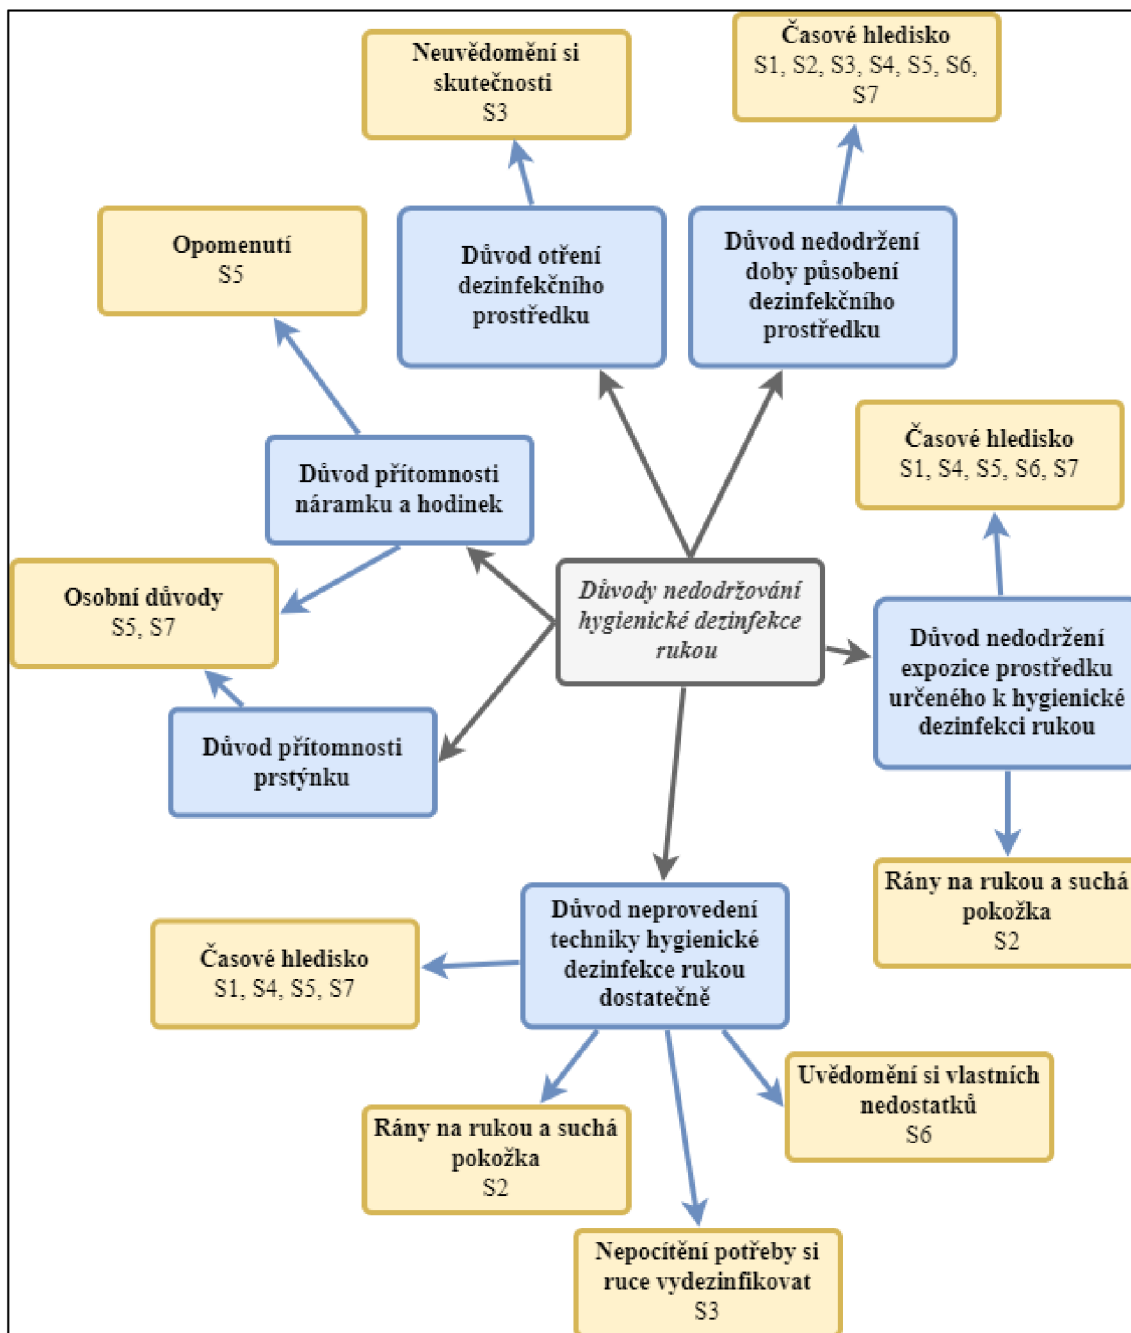 Neuvědomění si
skutečnosti
S3
Časové hledisko
S1, S2, S3, S4, S5, S6,
S7
Opomenutí
S5
Důvod otření
dezinfekčního
prostředku
Důvod nedodržení
doby působení
dezinfekčního
prostředku
Důvod přítomnosti
náramku a hodinek
Časové hledisko
S1, S4, S5, S6, S7
Osobní důvody
S5, S7
Důvody nedodržování
hygienické dezinfekce
rukou
Důvod nedodržení
expozice prostředku
určeného k hygienické
dezinfekci rukou
Důvod přítomnosti
prstýnku
Rány na rukou a suchá
pokožka
S2
Důvod neprovedení
techniky hygienické
dezinfekce rukou
dostatečně
Časové hledisko
S1, S4, S5, S7
Uvědomění si vlastních
nedostatků
S6
Rány na rukou a suchá
pokožka
S2
Nepocítění potřeby si
ruce vydezinfikovat
S3